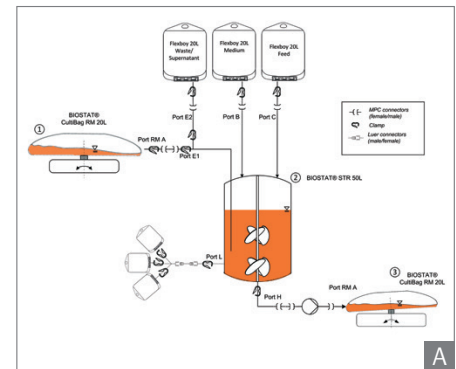 Flexboy 20L
Waste/
Supernatant
Flexboy 20L
Medium
Flexboy 20L
Feed
MPC connectors
(female/male)
Clamp
Luer connectors
(male/female)
Port E2
Port B
Port C
①
BIOSTAT®
CultiBag RM 20L
Port RM A
Port E1
② BIOSTAT® STR 50L
Port L
③
BIOSTAT®
CultiBag RM 20L
Port RM A
Port H
A